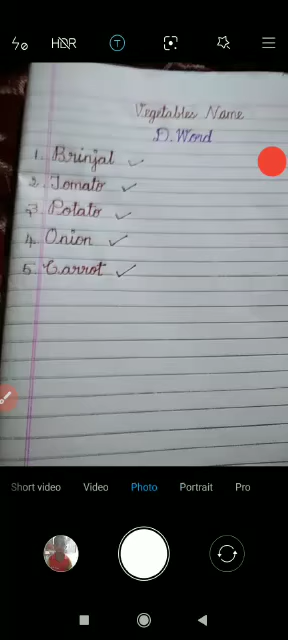 HDR
T
Vegetables Name
D. Word
1. Brinjal
2. Tomato
3. Potato
4. Onion
5 Carrot
Short video Video Photo Portrait Pro